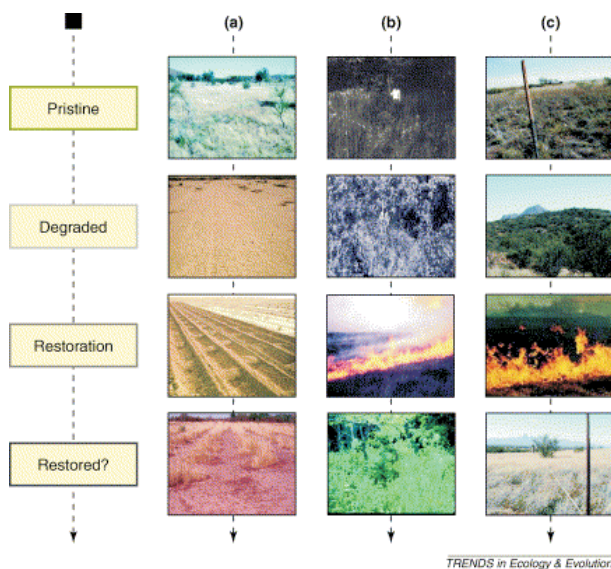 (a)
(b)
(c)
Pristine
Degraded
Restoration
Restored?
TRENDS in Ecology & Evolution